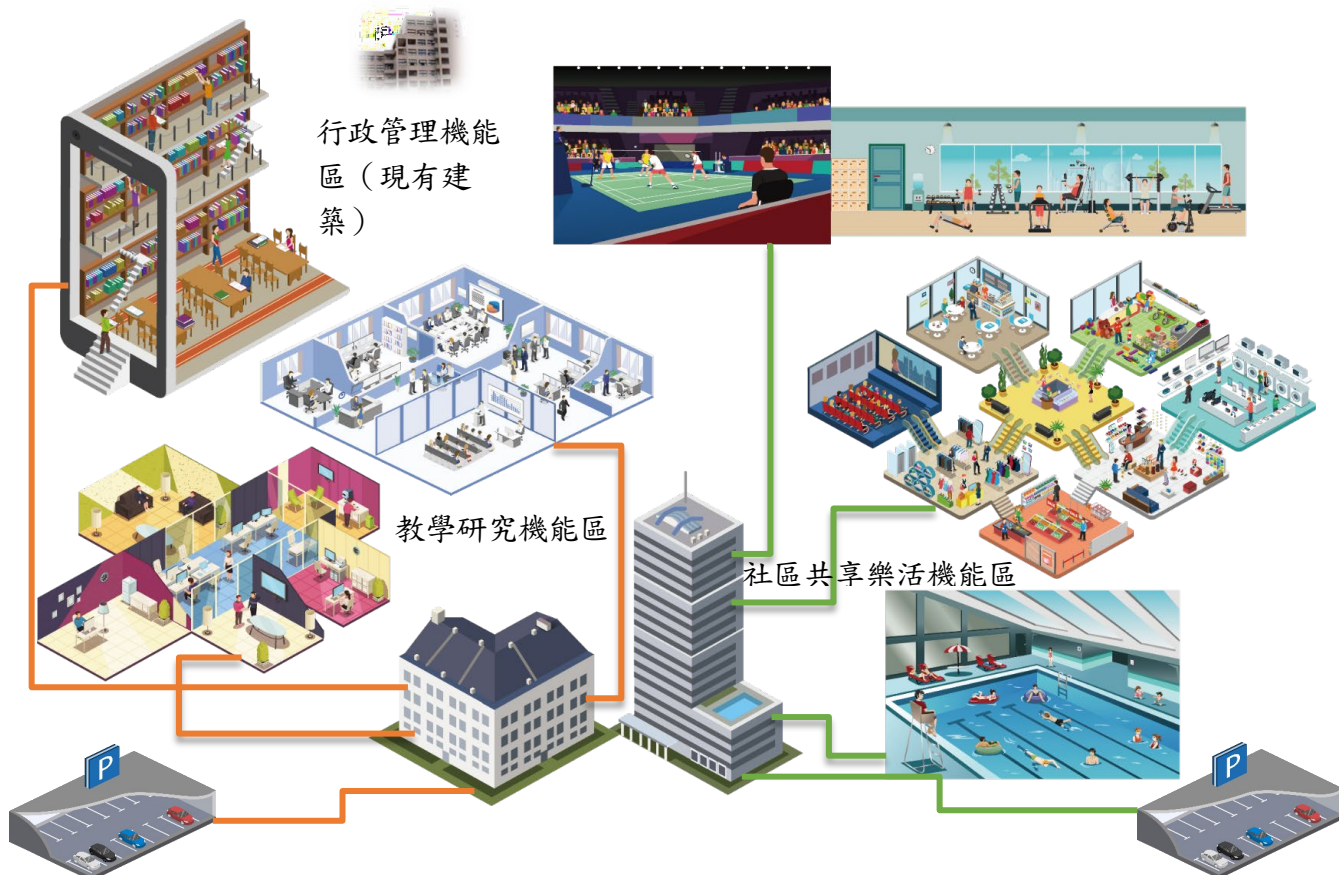 行政管理機能
區（現有建
築）
教學研究機能區
社區共享樂活機能區
P
P